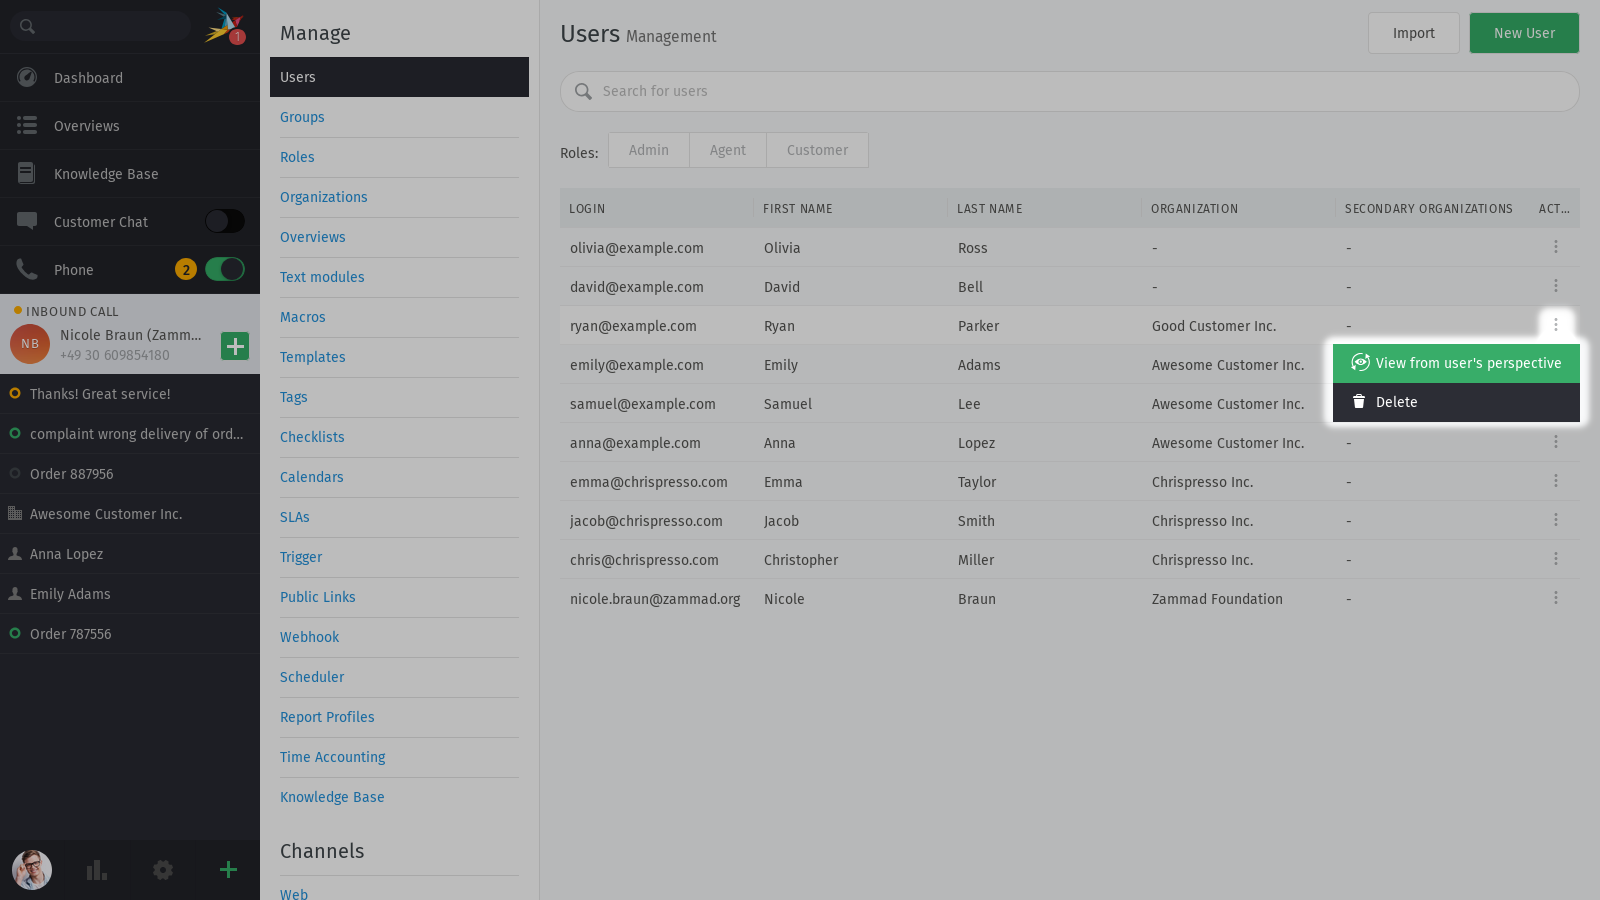 1
Dashboard
Overviews
Knowledge Base
Customer Chat
Phone 2
INBOUND CALL
NB
Nicole Braun (Zamm...
+49 30 609854180
Thanks! Great service!
complaint wrong delivery of ord...
Order 887956
Awesome Customer Inc.
Anna Lopez
Emily Adams
Order 787556
Manage
Users
Groups
Roles
Organizations
Overviews
Text modules
Macros
Templates
Tags
Checklists
Calendars
SLAs
Trigger
Public Links
Webhook
Scheduler
Report Profiles
Time Accounting
Knowledge Base
Channels
Web
Users Management
Import
New User
Search for users
Roles: Admin Agent Customer
LOGIN FIRST NAME LAST NAME ORGANIZATION SECONDARY ORGANIZATIONS ACT...
olivia@example.com Olivia Ross - -
david@example.com David Bell - -
ryan@example.com Ryan Parker Good Customer Inc. -
emily@example.com Emily Adams Awesome Customer Inc.
View from user's perspective
samuel@example.com Samuel Lee Awesome Customer Inc.
Delete
anna@example.com Anna Lopez Awesome Customer Inc. -
emma@chrispresso.com Emma Taylor Chrispresso Inc. -
jacob@chrispresso.com Jacob Smith Chrispresso Inc. -
chris@chrispresso.com Christopher Miller Chrispresso Inc. -
nicole.braun@zammad.org Nicole Braun Zammad Foundation -